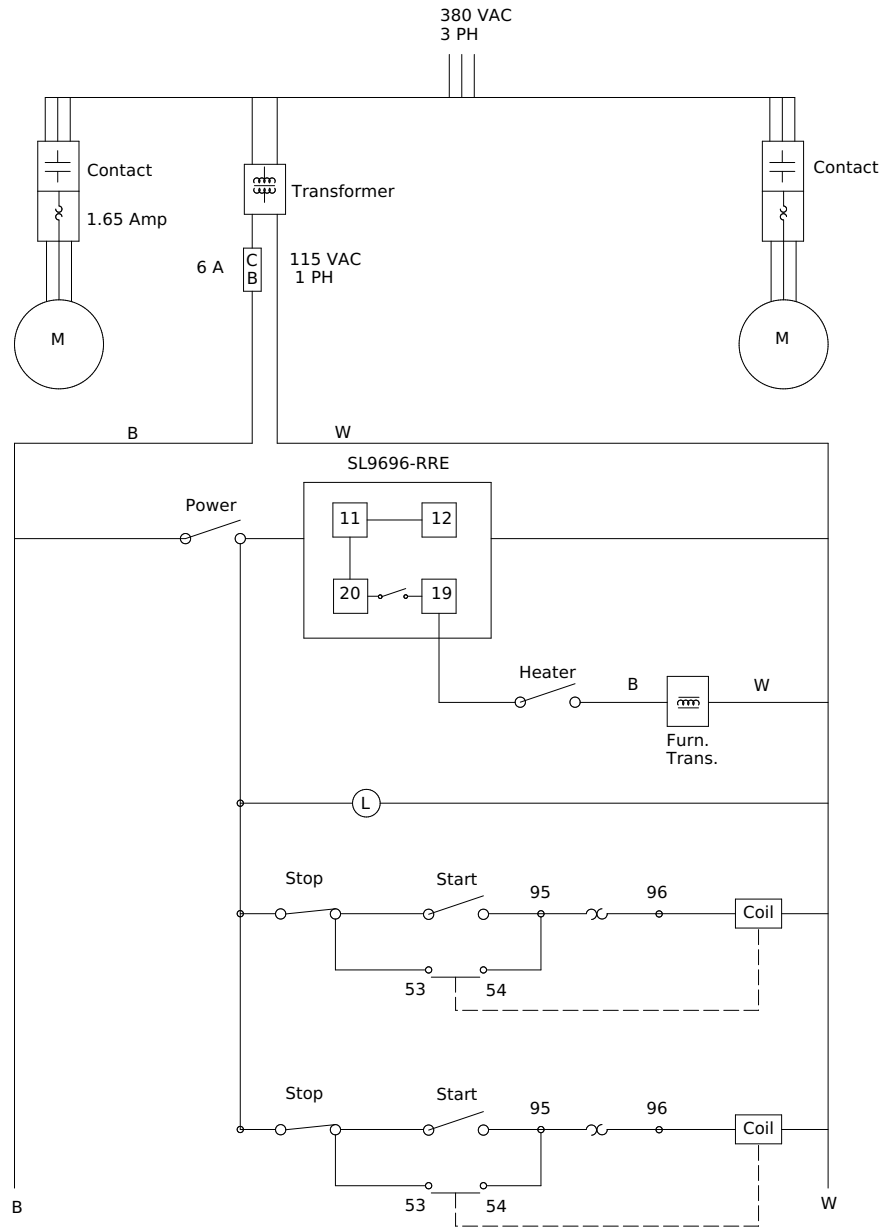 380 VAC
3 PH
Contact
1.65 Amp
M
Transformer
6 A
C
B
115 VAC
1 PH
Contact
M
B
W
SL9696-RRE
Power
11
12
20
19
Heater
B
W
Furn.
Trans.
L
Stop
Start
95
96
Coil
53
54
Stop
Start
95
96
Coil
53
54
B
W